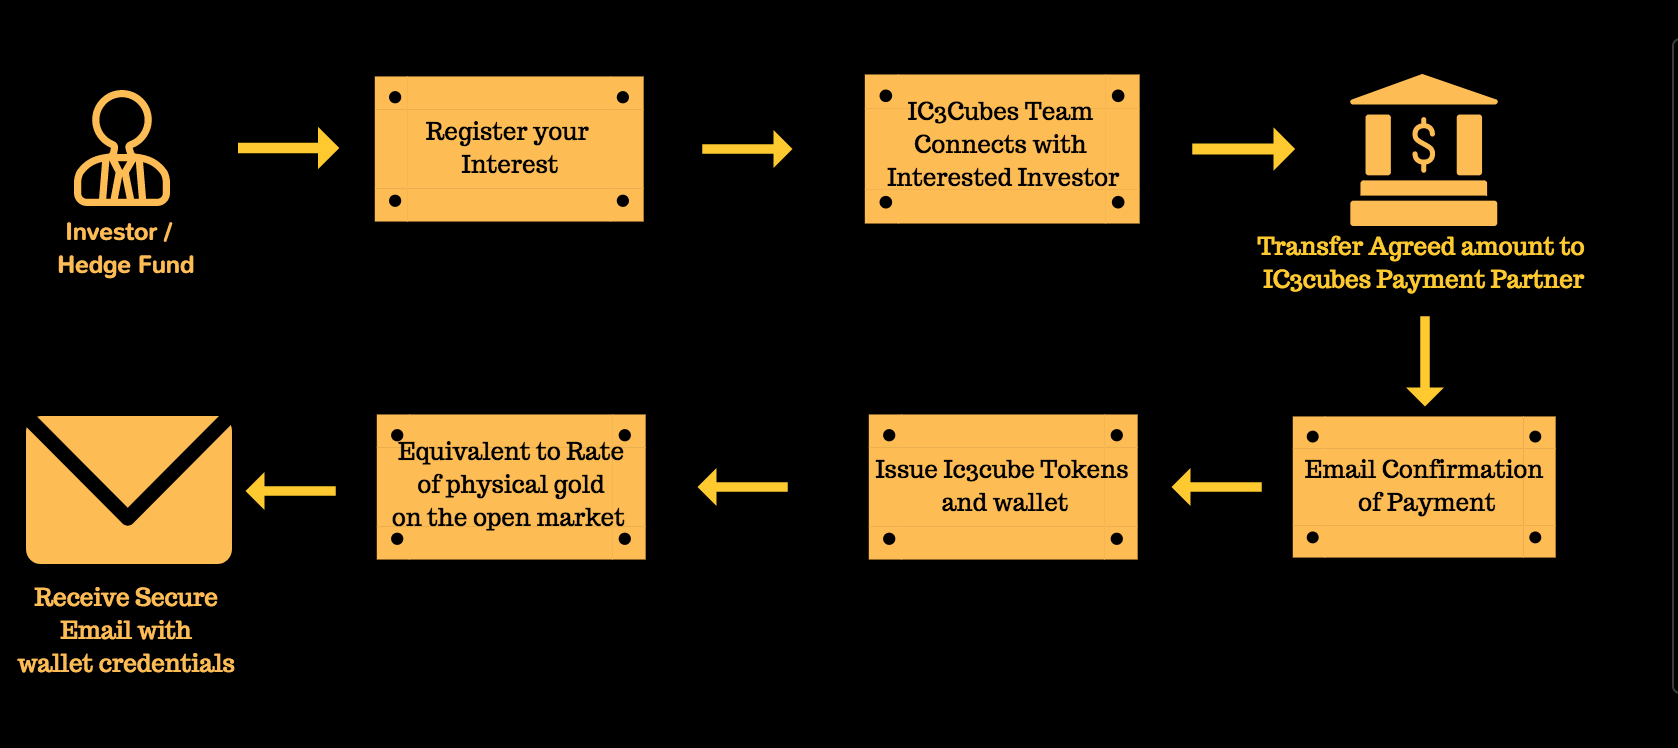 Investor /
Hedge Fund
Register your
Interest
IC3Cubes Team
Connects with
Interested Investor
$
Transfer Agreed amount to
IC3cubes Payment Partner
Email Confirmation
of Payment
Issue Ic3cube Tokens
and wallet
Equivalent to Rate
of physical gold
on the open market
Receive Secure
Email with
wallet credentials